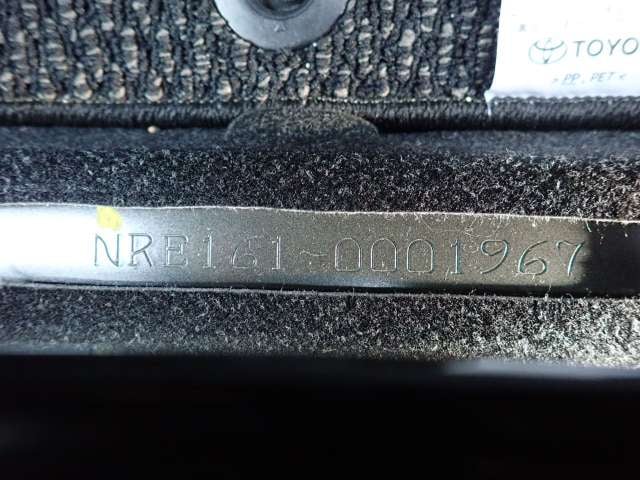 TOYO
> PP, PET <
NRE161-0001967